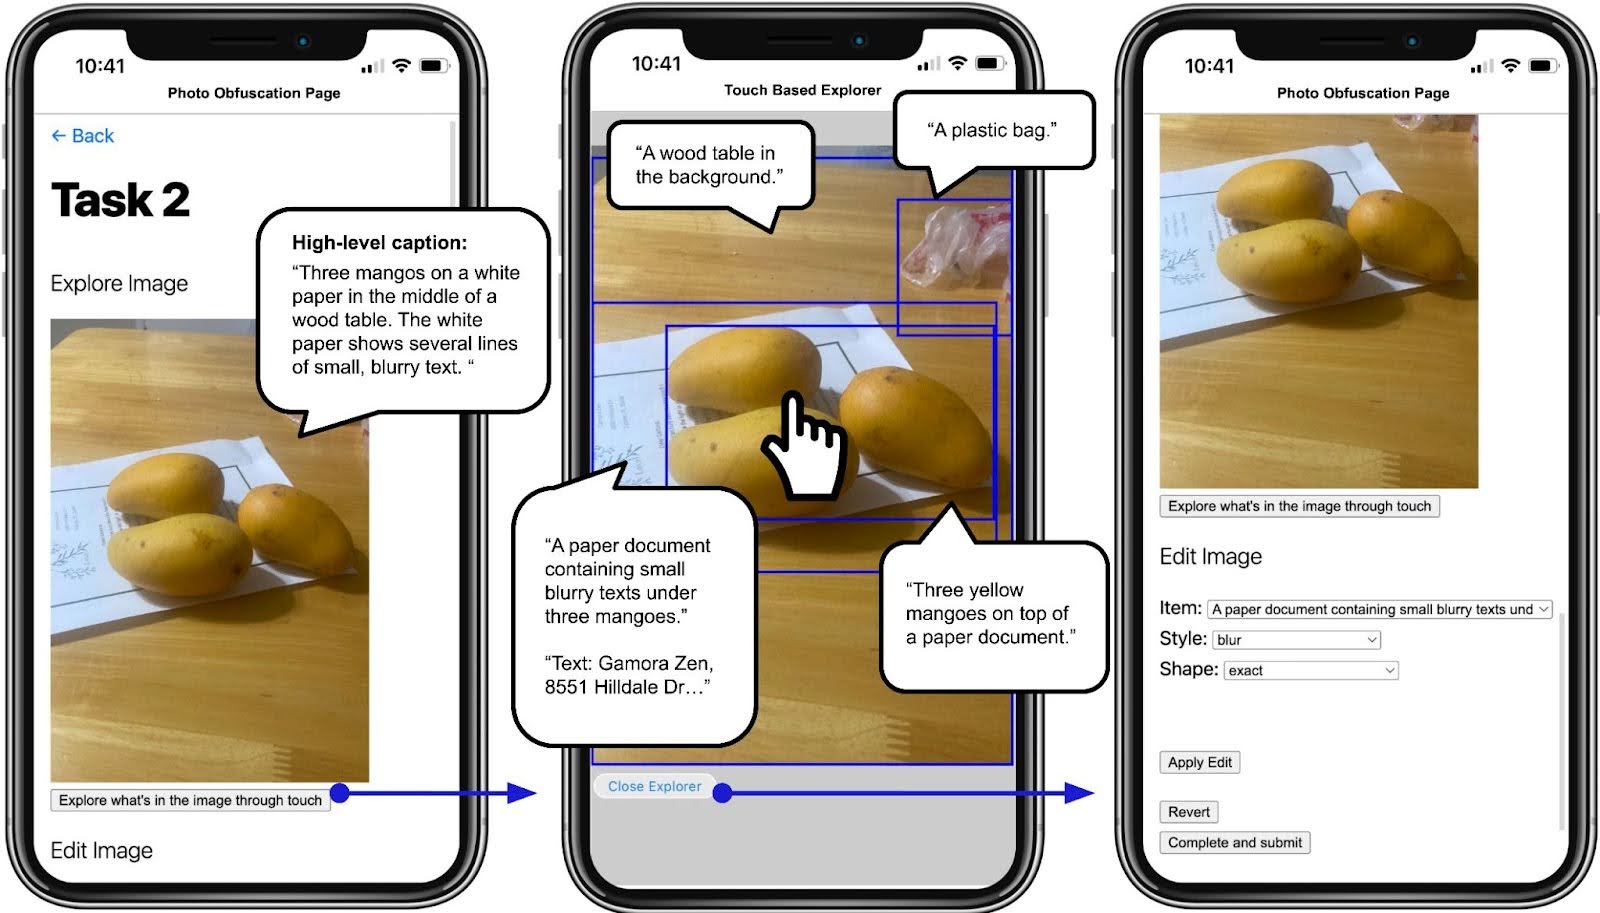 10:41
Photo Obfuscation Page
← Back
Task 2
Explore Image
High-level caption:
“Three mangos on a white
paper in the middle of a
wood table. The white
paper shows several lines
of small, blurry text. “
Explore what's in the image through touch
Edit Image
10:41
Touch Based Explorer
“A wood table in
the background.”
“A plastic bag.”
“A paper document
containing small
blurry texts under
three mangoes.”
“Text: Gamora Zen,
8551 Hilldale Dr…”
“Three yellow
mangoes on top of
a paper document.”
Close Explorer
10:41
Photo Obfuscation Page
Explore what's in the image through touch
Edit Image
Item: A paper document containing small blurry texts und
Style: blur
Shape: exact
Apply Edit
Revert
Complete and submit